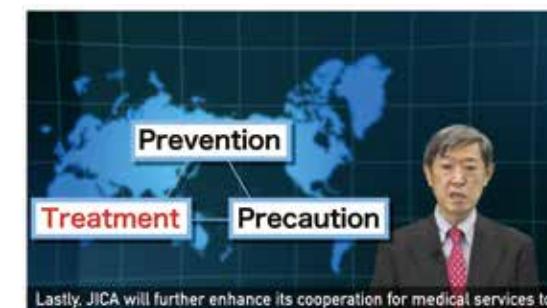 Prevention
Treatment
Precaution
Lastly, JICA will further enhance its cooperation for medical services to